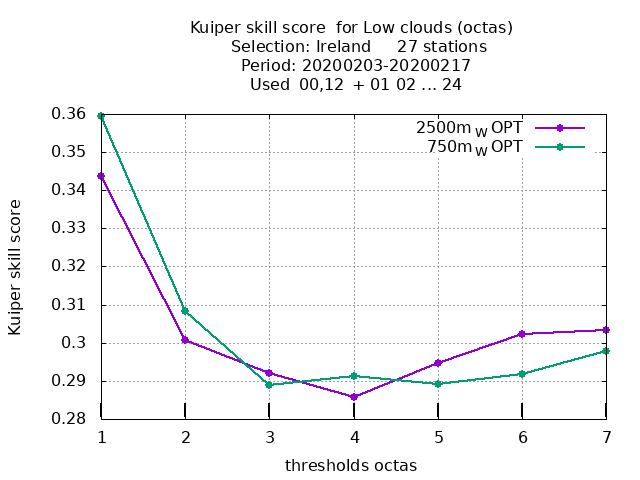 Kuiper skill score  for Low clouds (octas)
Selection: Ireland     27 stations
Period: 20200203-20200217
Used  00,12  + 01 02 ... 24
2500m W OPT
750m W OPT
0.36
0.35
0.34
0.33
0.32
0.31
0.3
0.29
0.28
Kuiper skill score
1 2 3 4 5 6 7
thresholds octas